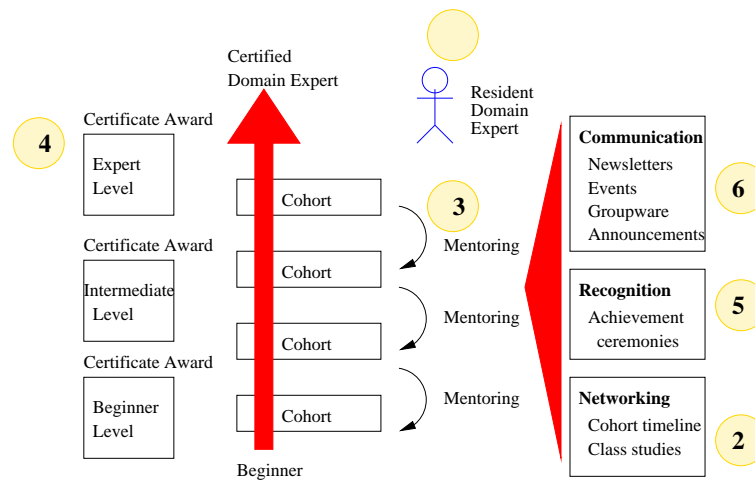 Certified
Domain Expert
Resident
Domain
Expert
Certificate Award
4
Expert
Level
Cohort
3
Mentoring
Communication
Newsletters
Events
Groupware
Announcements
6
Certificate Award
Intermediate
Level
Cohort
Mentoring
Recognition
Achievement
ceremonies
5
Certificate Award
Beginner
Level
Cohort
Mentoring
Cohort
Networking
Cohort timeline
Class studies
2
Beginner